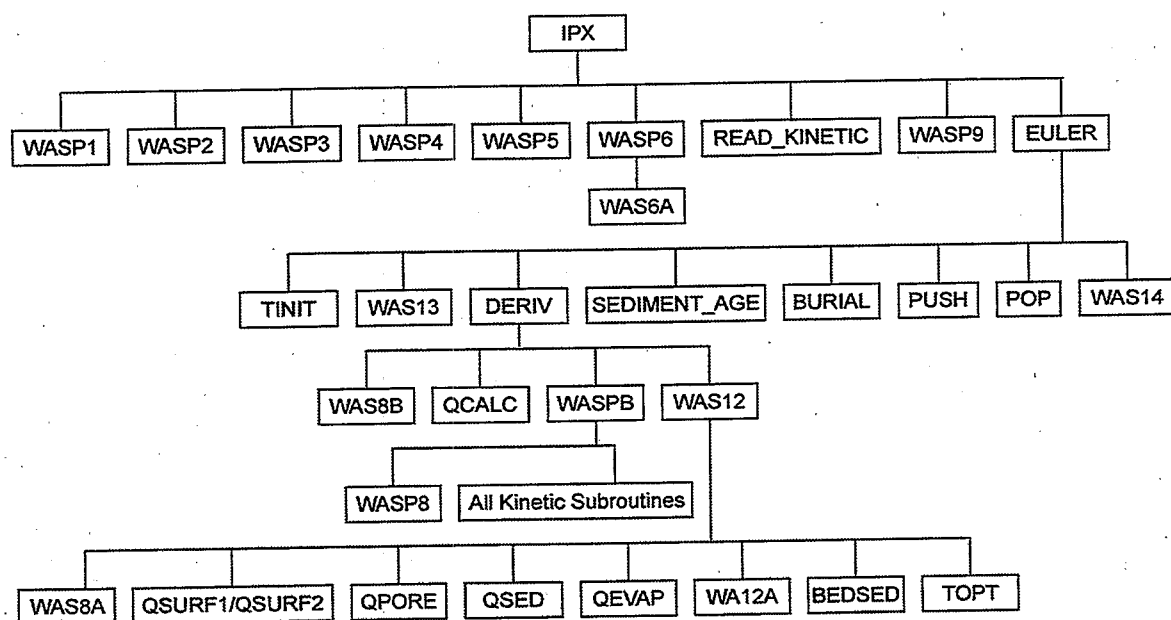 IPX
WASP1 WASP2 WASP3 WASP4 WASP5 WASP6 READ_KINETIC WASP9 EULER
WAS6A
TINIT WAS13 DERIV SEDIMENT_AGE BURIAL PUSH POP WAS14
WAS8B QCALC WASPB WAS12
WASP8 All Kinetic Subroutines
WAS8A QSURF1/QSURF2 QPORE QSED QEVAP WA12A BEDSED TOPT